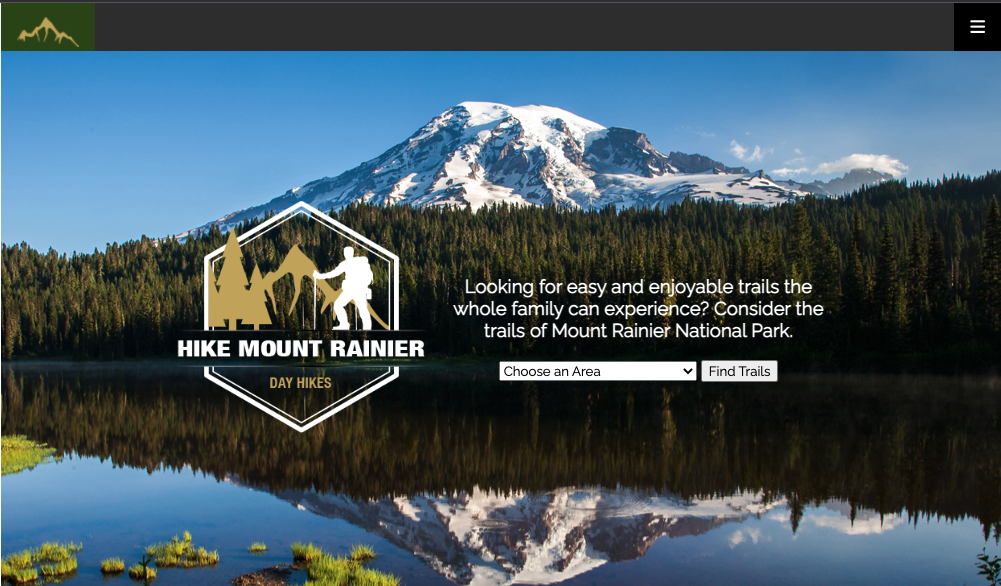 HIKE MOUNT RAINIER
DAY HIKES
Looking for easy and enjoyable trails the
whole family can experience? Consider the
trails of Mount Rainier National Park.
Choose an Area
Find Trails